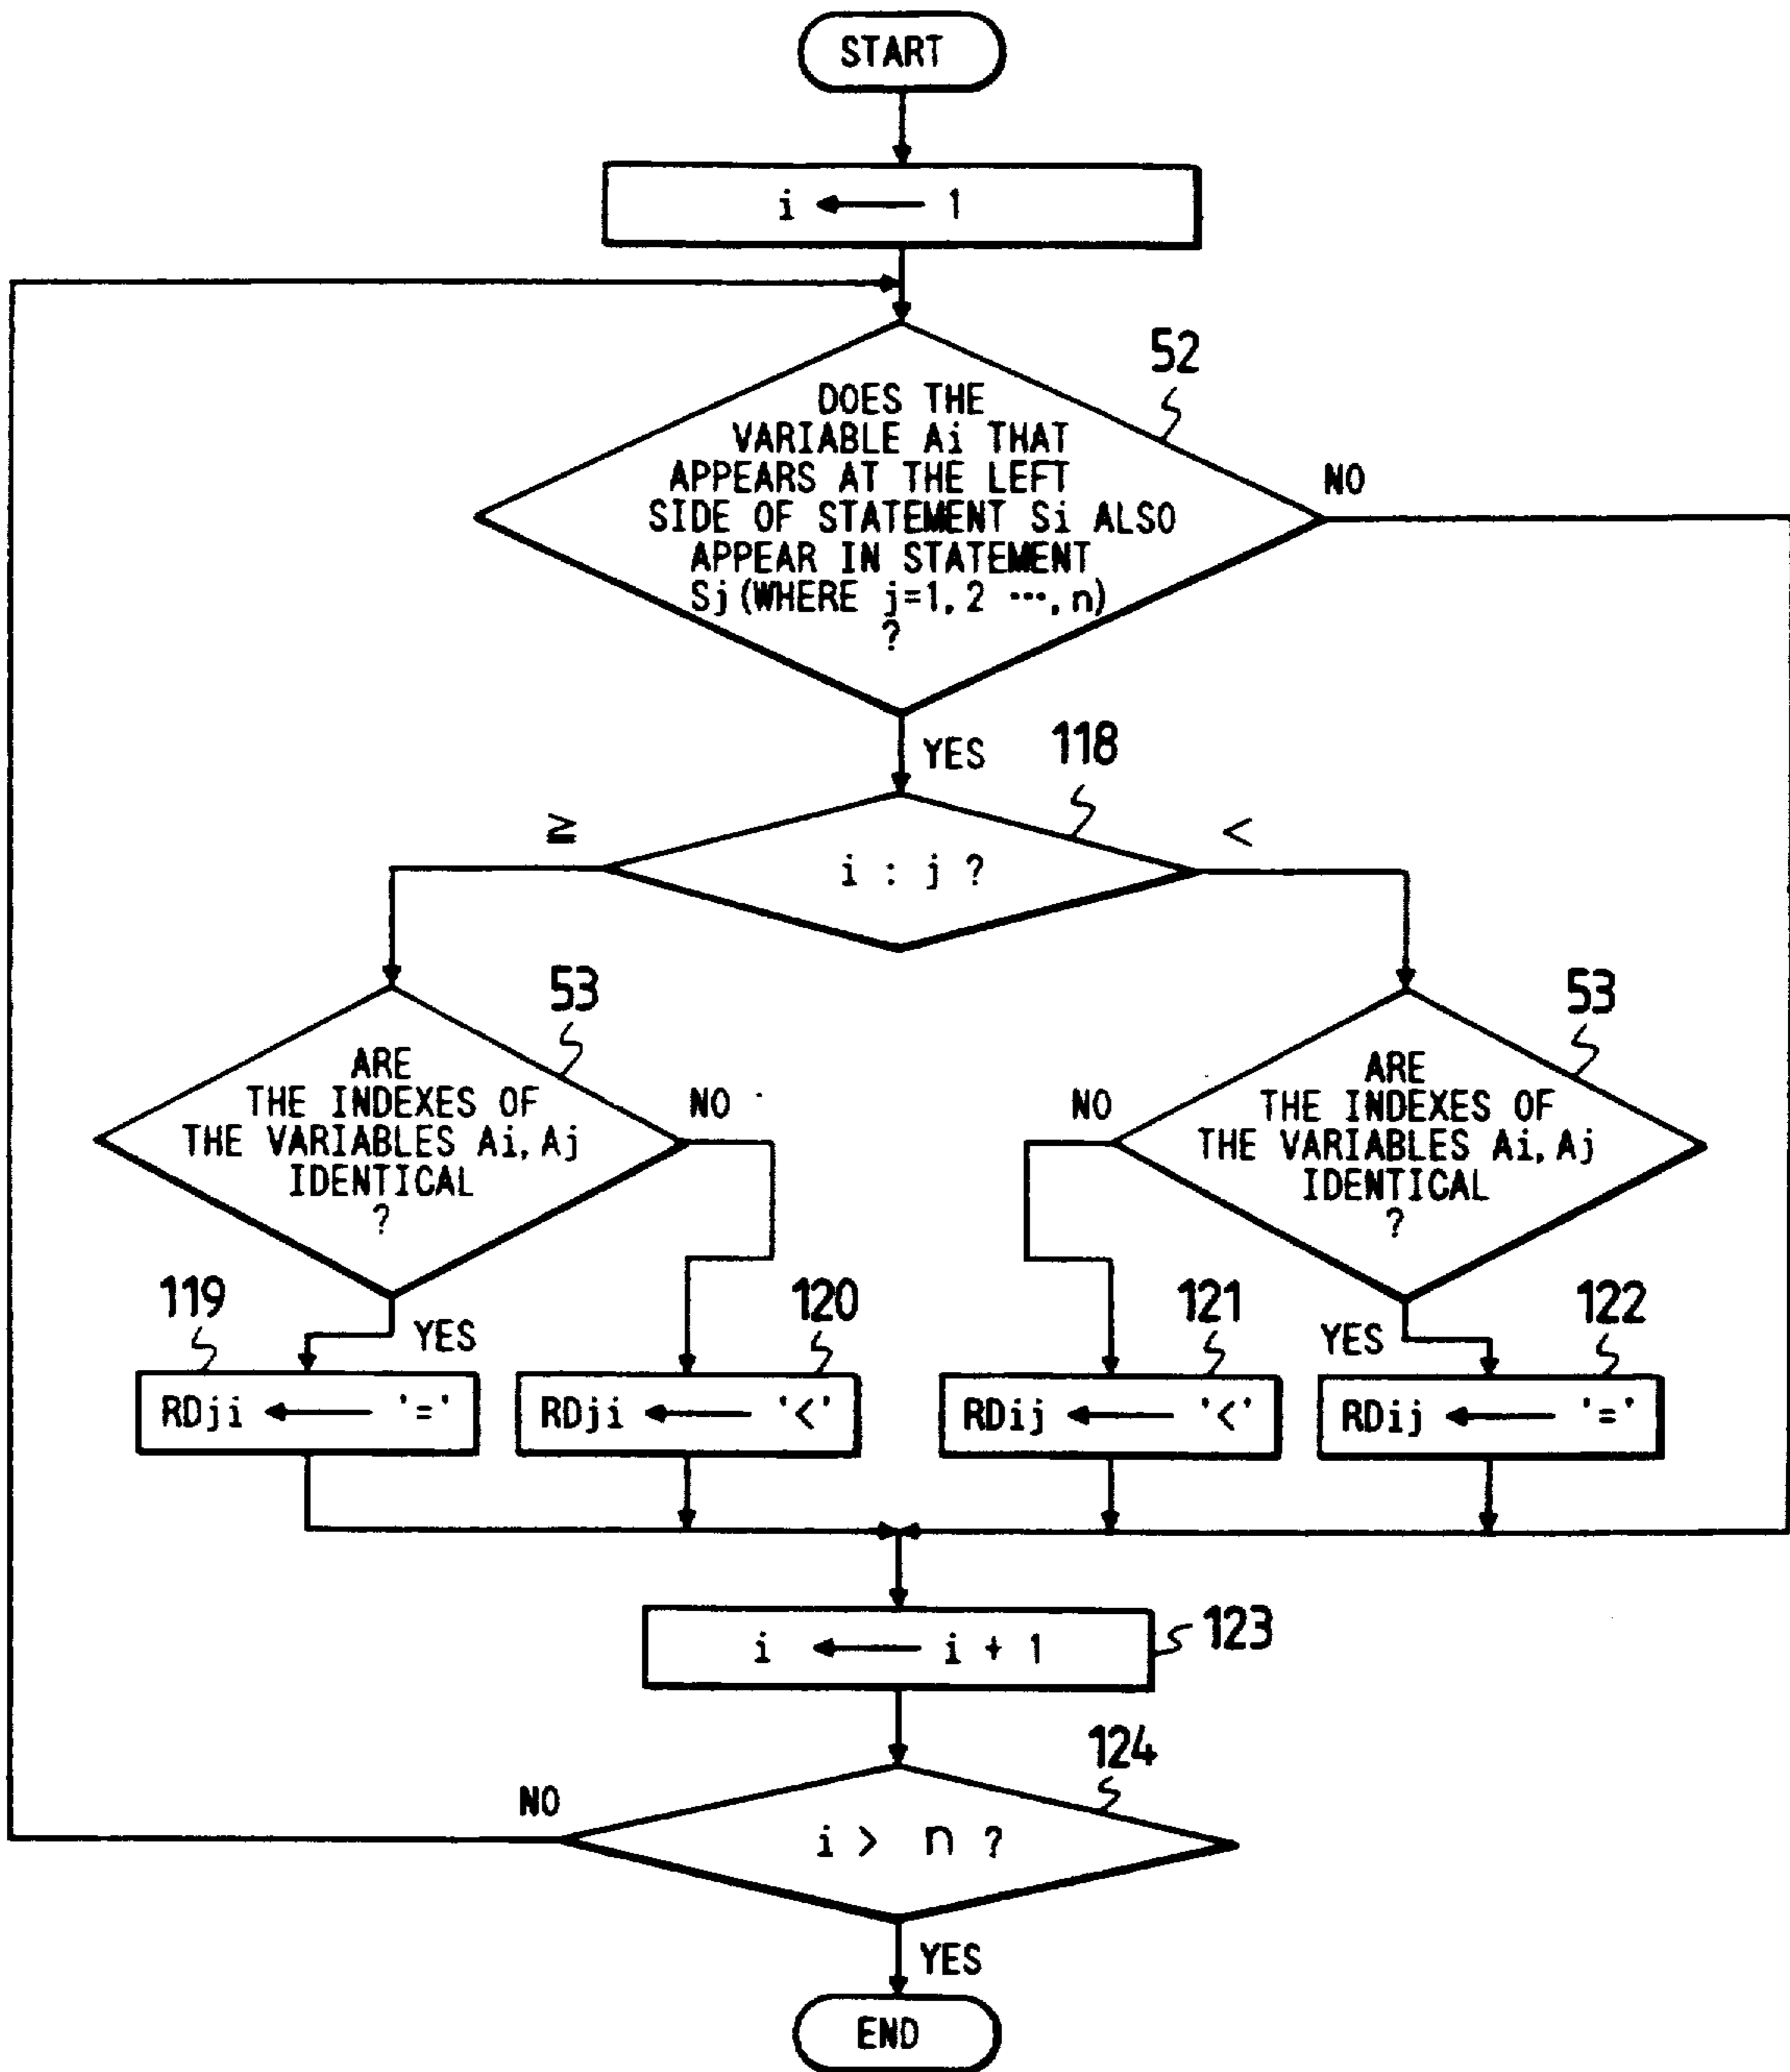 START
i ← 1
52
DOES THE
VARIABLE Ai THAT
APPEARS AT THE LEFT
SIDE OF STATEMENT Si ALSO
APPEAR IN STATEMENT
Sj(WHERE j=1,2 ···,n)
?
NO
YES
118
≧
i : j ?
<
53
ARE
THE INDEXES OF
THE VARIABLES Ai,Aj
IDENTICAL
?
NO
YES
53
ARE
THE INDEXES OF
THE VARIABLES Ai,Aj
IDENTICAL
?
NO
YES
119
RDji ← '='
120
RDji ← '<'
121
RDij ← '<'
122
RDij ← '='
i ← i + 1
123
124
NO
i > n ?
YES
END